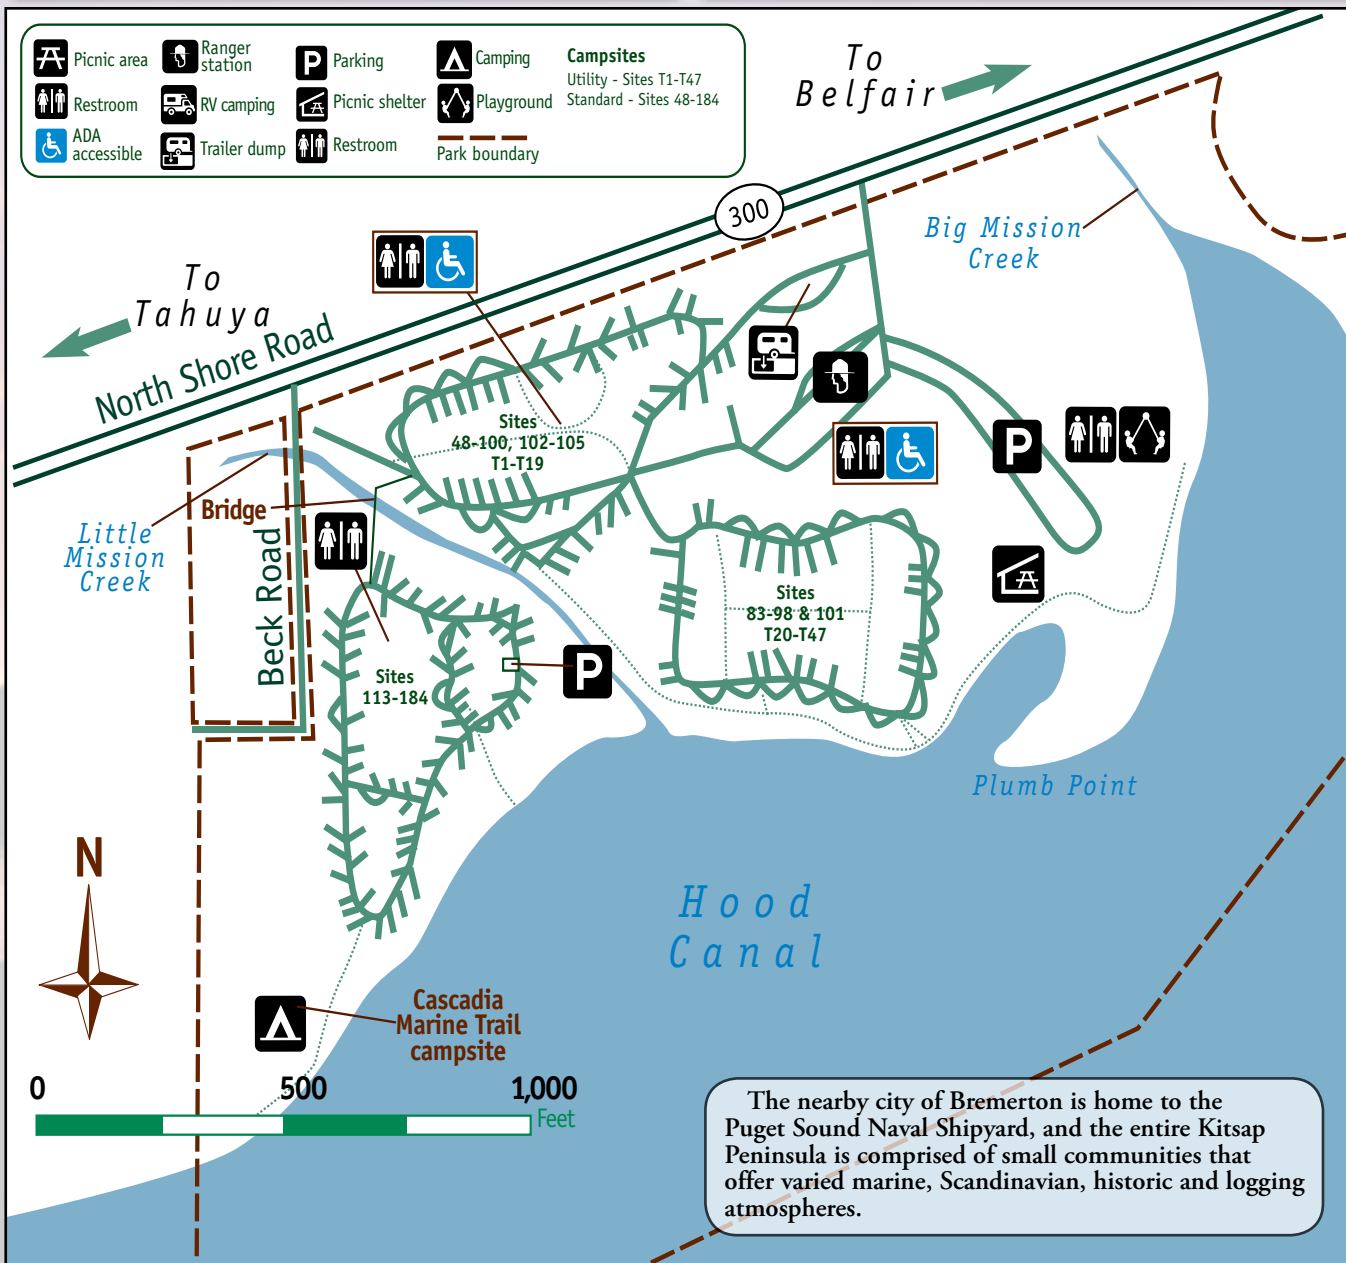 Picnic area
Ranger
station
Parking
Camping
Campsites
Utility - Sites T1-T47
Standard - Sites 48-184
Restroom
RV camping
Picnic shelter
Playground
ADA
accessible
Trailer dump
Restroom
Park boundary
To
Belfair
300
Big Mission
Creek
To
Tahuya
North Shore Road
Sites
48-100, 102-105
T1-T19
P
Bridge
Little
Mission
Creek
Beck Road
Sites
83-98 & 101
T20-T47
Sites
113-184
P
Plumb Point
N
Hood
Canal
Cascadia
Marine Trail
campsite
0 500 1,000
Feet
The nearby city of Bremerton is home to the
Puget Sound Naval Shipyard, and the entire Kitsap
Peninsula is comprised of small communities that
offer varied marine, Scandinavian, historic and logging
atmospheres.